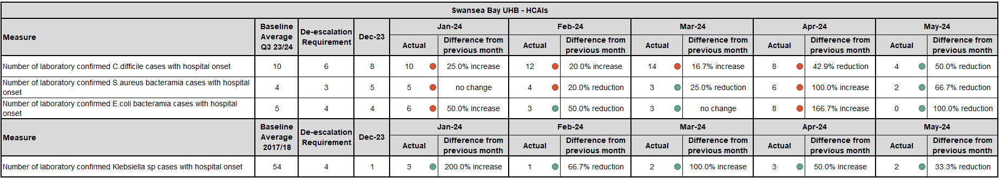 Swansea Bay UHB - HCAIs
Measure Baseline Average Q3 23/24 De-escalation Requirement Dec-23 Jan-24 Feb-24 Mar-24 Apr-24 May-24
Actual Difference from previous month Actual Difference from previous month Actual Difference from previous month Actual Difference from previous month Actual Difference from previous month
Number of laboratory confirmed C.difficile cases with hospital onset 10 6 8 10 25.0% increase 12 20.0% increase 14 16.7% increase 8 42.9% reduction 4 50.0% reduction
Number of laboratory confirmed S.aureus bacteramia cases with hospital onset 4 3 5 5 no change 4 20.0% reduction 3 25.0% reduction 6 100.0% increase 2 66.7% reduction
Number of laboratory confirmed E.coli bacteramia cases with hospital onset 5 4 4 6 50.0% increase 3 50.0% reduction 3 no change 8 166.7% increase 0 100.0% reduction
Measure Baseline Average 2017/18 De-escalation Requirement Dec-23 Jan-24 Feb-24 Mar-24 Apr-24 May-24
Actual Difference from previous month Actual Difference from previous month Actual Difference from previous month Actual Difference from previous month Actual Difference from previous month
Number of laboratory confirmed Klebsiella sp cases with hospital onset 54 4 1 3 200.0% increase 1 66.7% reduction 2 100.0% increase 3 50.0% increase 2 33.3% reduction